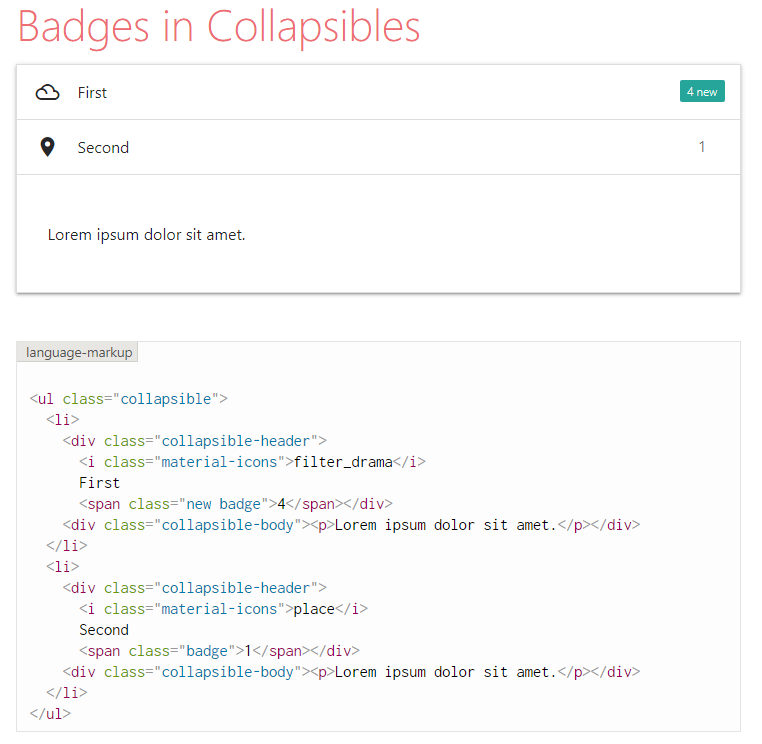 Badges in Collapsibles
First 4 new
Second 1
Lorem ipsum dolor sit amet.
language-markup
<ul class="collapsible">
  <li>
    <div class="collapsible-header">
      <i class="material-icons">filter_drama</i>
      First
      <span class="new badge">4</span></div>
    <div class="collapsible-body"><p>Lorem ipsum dolor sit amet.</p></div>
  </li>
  <li>
    <div class="collapsible-header">
      <i class="material-icons">place</i>
      Second
      <span class="badge">1</span></div>
    <div class="collapsible-body"><p>Lorem ipsum dolor sit amet.</p></div>
  </li>
</ul>